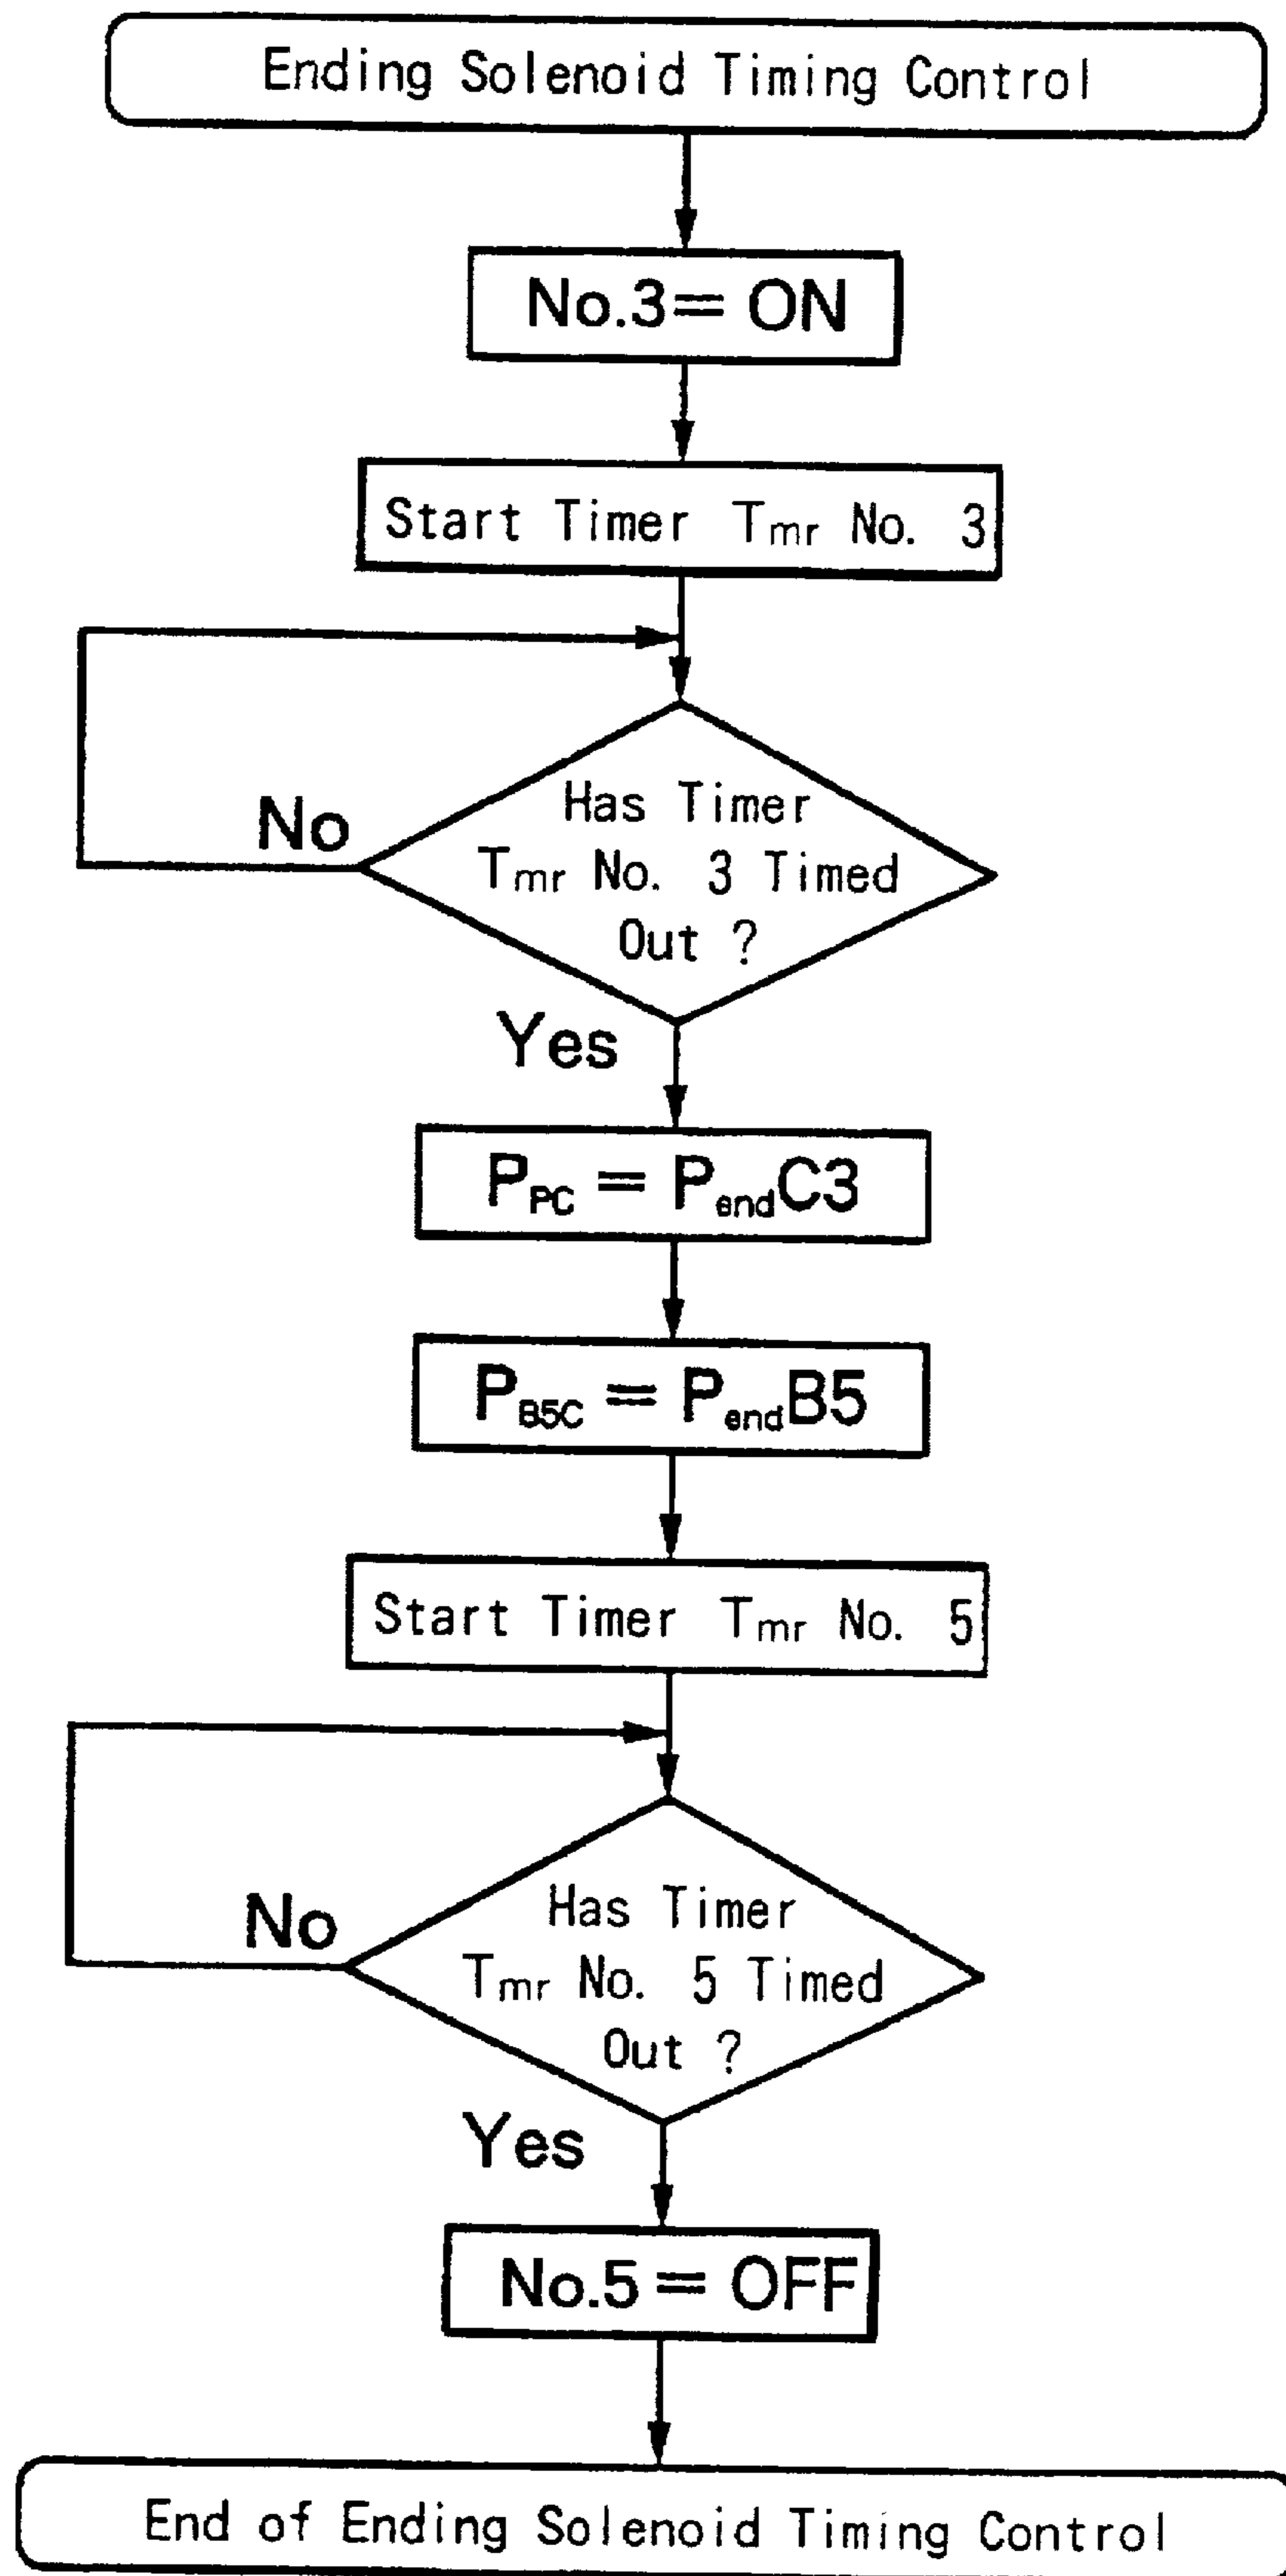 Ending Solenoid Timing Control
No.3= ON
Start Timer Tmr No. 3
Has Timer
No
Tmr No. 3 Timed
Out ?
Yes
PPC = PendC3
PB5C = PendB5
Start Timer Tmr No. 5
Has Timer
No
Tmr No. 5 Timed
Out ?
Yes
No.5 = OFF
End of Ending Solenoid Timing Control